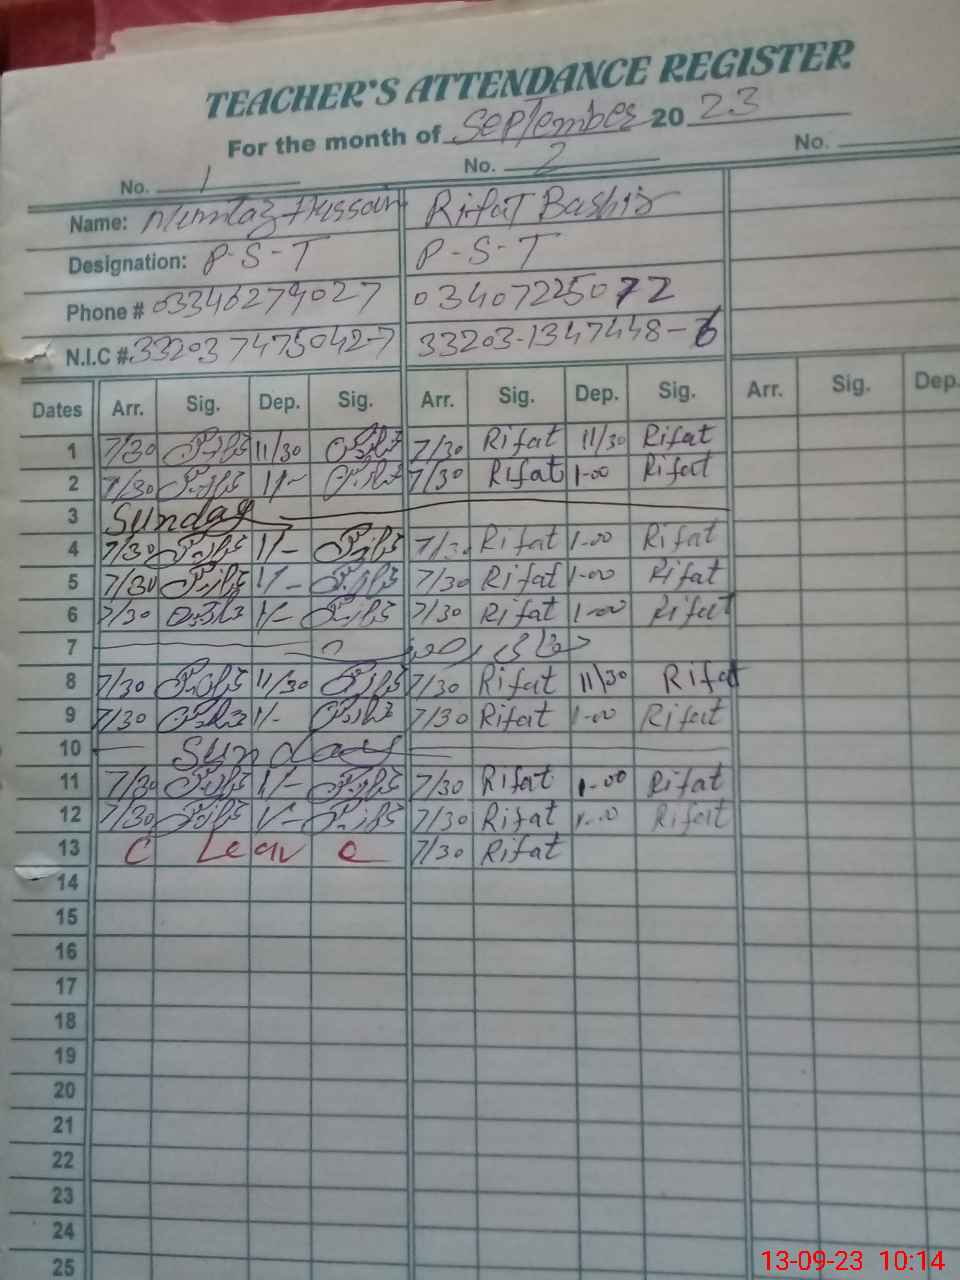 TEACHER'S ATTENDANCE REGISTER
For the month of September 20 23
No. 1 No. 2 No.
Name: Mumtaz Hussain Rifat Bashir
Designation: P-S-T P-S-T
Phone # 03346279027 03407225072
N.I.C #. 33203 7475042-7 33203-1347448-6
Dates Arr. Sig. Dep. Sig. Arr. Sig. Dep. Sig. Arr. Sig. Dep.
1 7/30 11/30 7/30 Rifat 11/30 Rifat
2 7/30 1/- 7/30 Rifat 1-00 Rifat
3 Sunday
4 7/30 1/- 7/30 Rifat 1-00 Rifat
5 7/30 1/- 7/30 Rifat 1-00 Rifat
6 7/30 1/- 7/30 Rifat 1-00 Rifat
7
8 7/30 11/30 7/30 Rifat 11/30 Rifat
9 7/30 1/- 7/30 Rifat 1-00 Rifat
10 Sunday
11 7/30 1/- 7/30 Rifat 1-00 Rifat
12 7/30 1/- 7/30 Rifat 1-00 Rifat
13 C Leave 7/30 Rifat
14
15
16
17
18
19
20
21
22
23
24
25
13-09-23 10:14